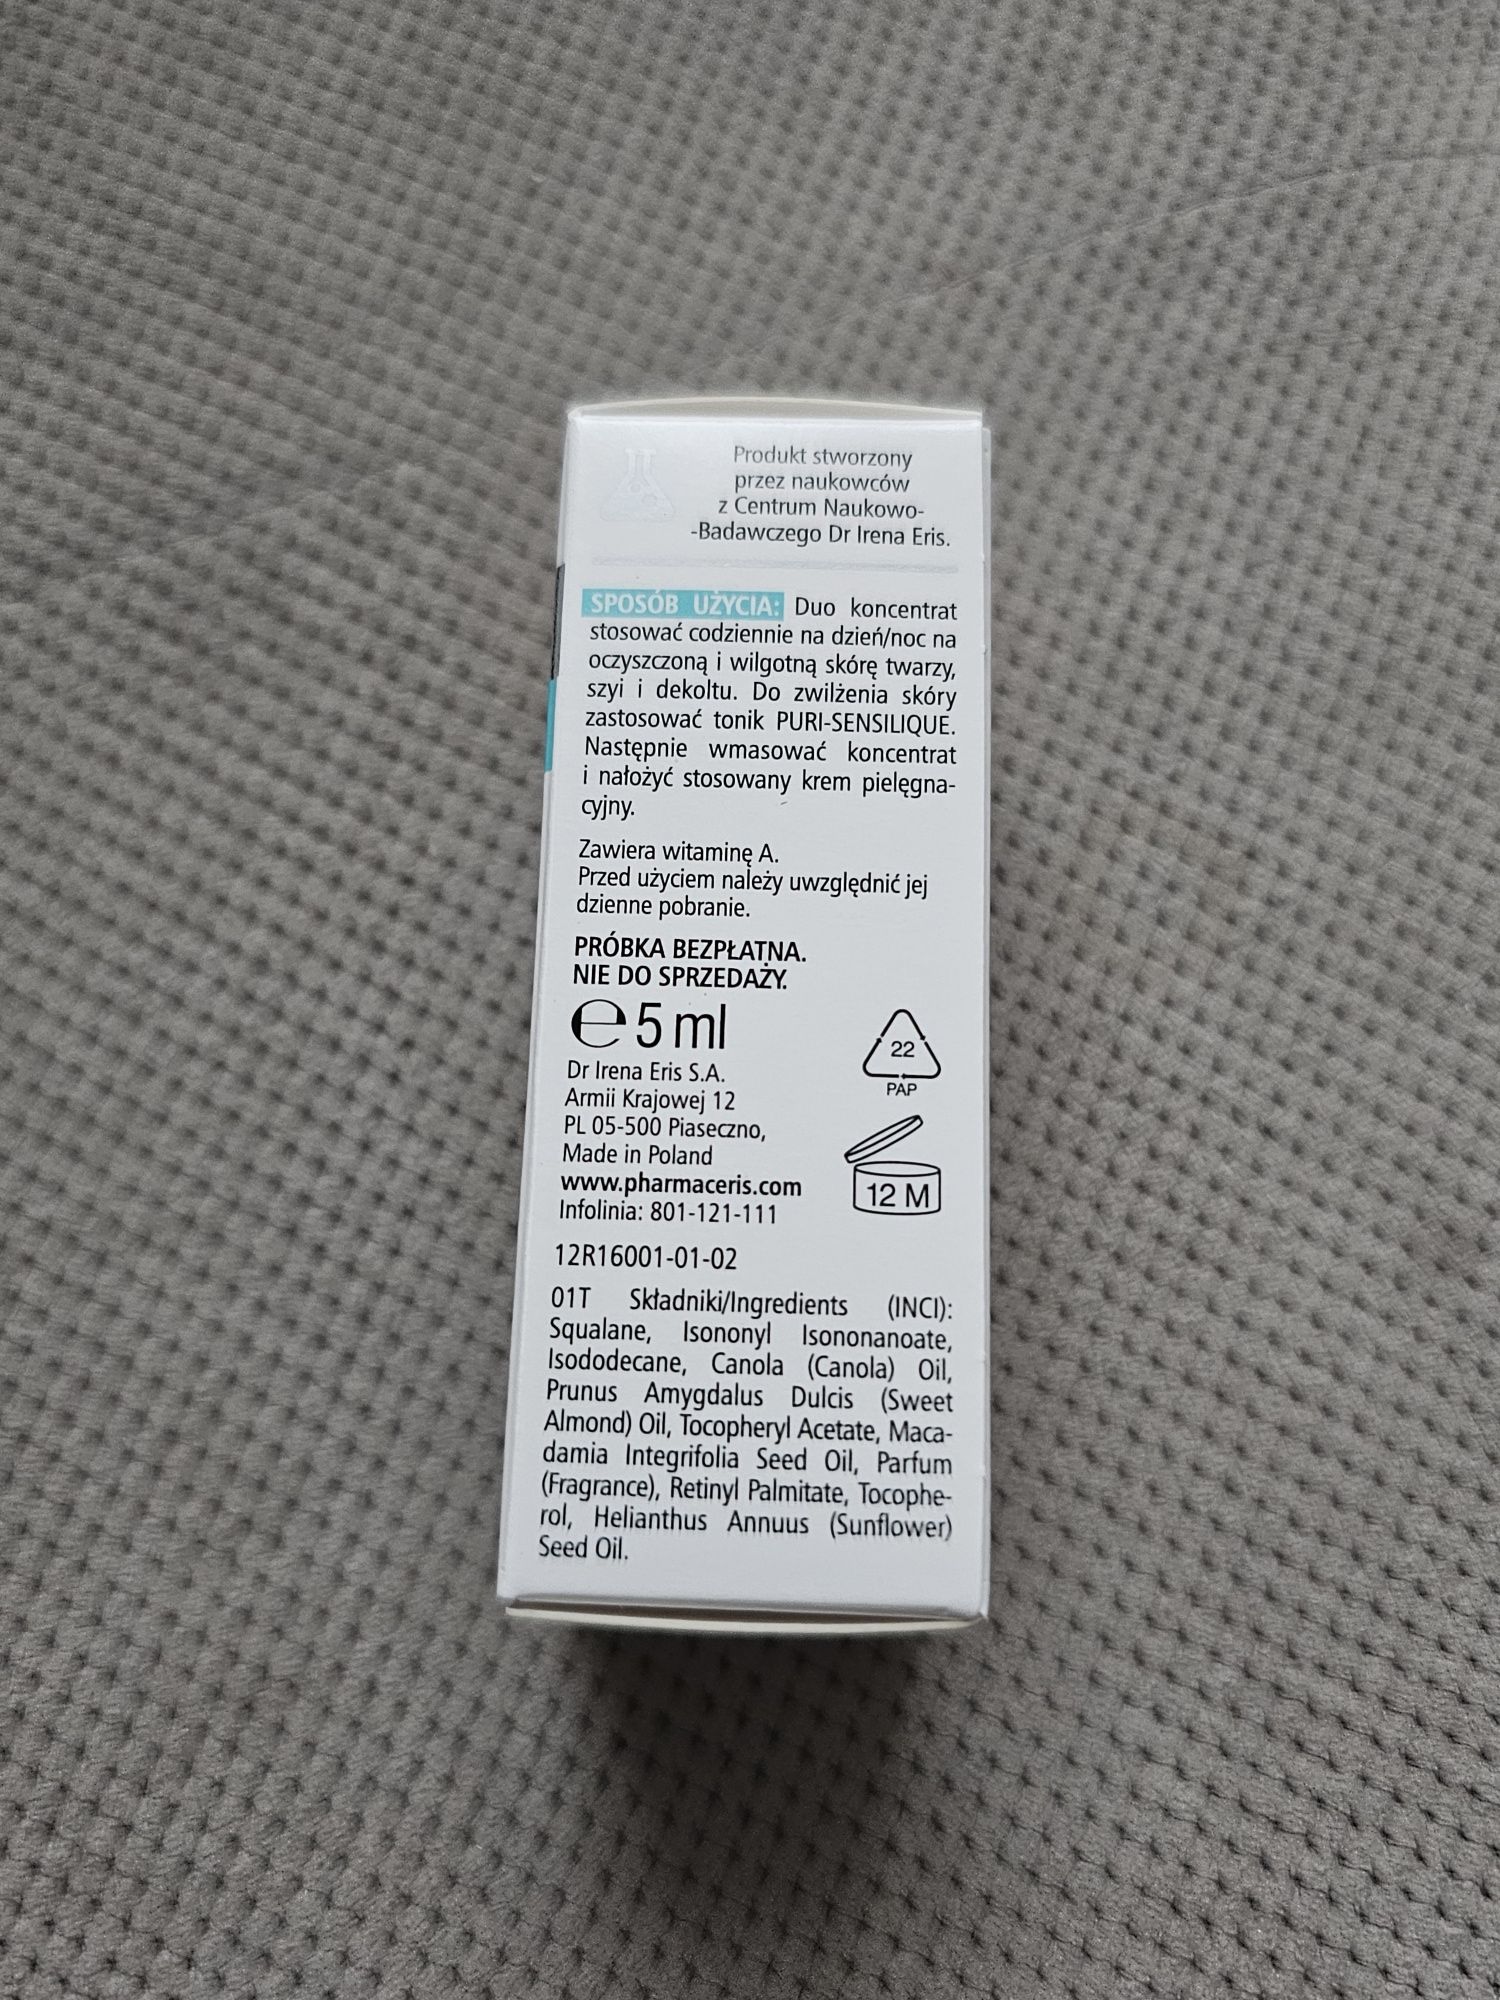 Produkt stworzony
przez naukowców
z Centrum Naukowo-
-Badawczego Dr Irena Eris.
SPOSÓB UŻYCIA: Duo koncentrat
stosować codziennie na dzień/noc na
oczyszczoną i wilgotną skórę twarzy,
szyi i dekoltu. Do zwilżenia skóry
zastosować tonik PURI-SENSILIQUE.
Następnie wmasować koncentrat
i nałożyć stosowany krem pielęgna-
cyjny.
Zawiera witaminę A.
Przed użyciem należy uwzględnić jej
dzienne pobranie.
PRÓBKA BEZPŁATNA.
NIE DO SPRZEDAŻY.
℮ 5 ml
Dr Irena Eris S.A.
Armii Krajowej 12
PL 05-500 Piaseczno,
Made in Poland
www.pharmaceris.com
Infolinia: 801-121-111
22
PAP
12 M
12R16001-01-02
01T Składniki/Ingredients (INCI):
Squalane, Isononyl Isononanoate,
Isododecane, Canola (Canola) Oil,
Prunus Amygdalus Dulcis (Sweet
Almond) Oil, Tocopheryl Acetate, Maca-
damia Integrifolia Seed Oil, Parfum
(Fragrance), Retinyl Palmitate, Tocophe-
rol, Helianthus Annuus (Sunflower)
Seed Oil.